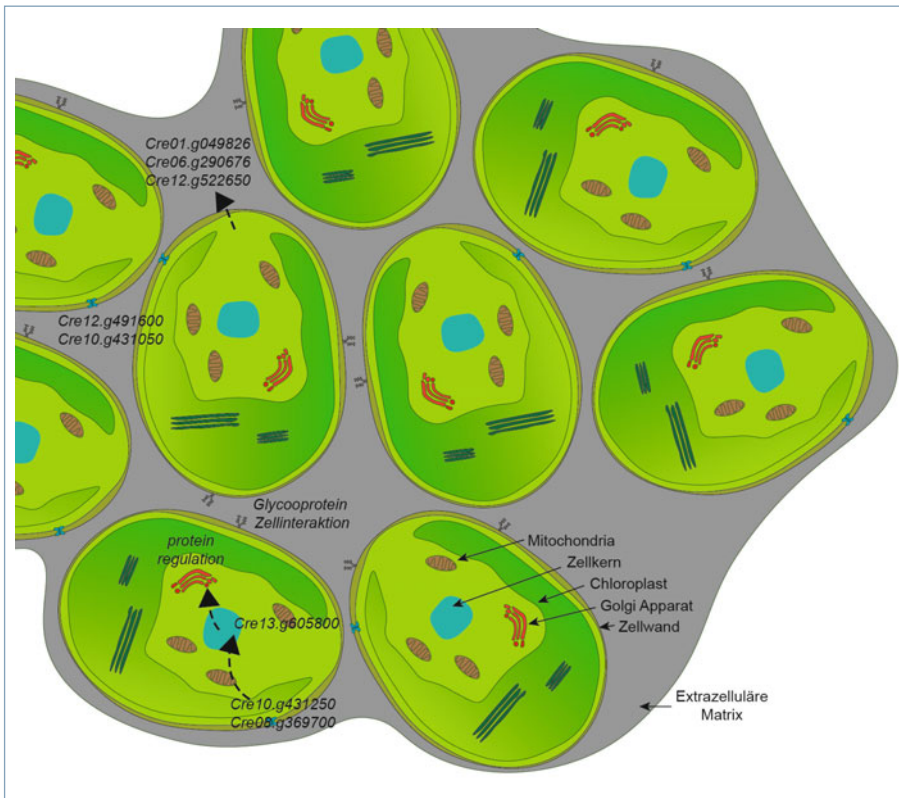 Cre01.g049826
Cre06.g290676
Cre12.g522650
Cre12.g491600
Cre10.g431050
Glycooprotein
Zellinteraktion
protein
regulation
Cre13.g605800
Cre10.g431250
Cre08.g369700
Mitochondria
Zellkern
Chloroplast
Golgi Apparat
Zellwand
Extrazelluläre
Matrix